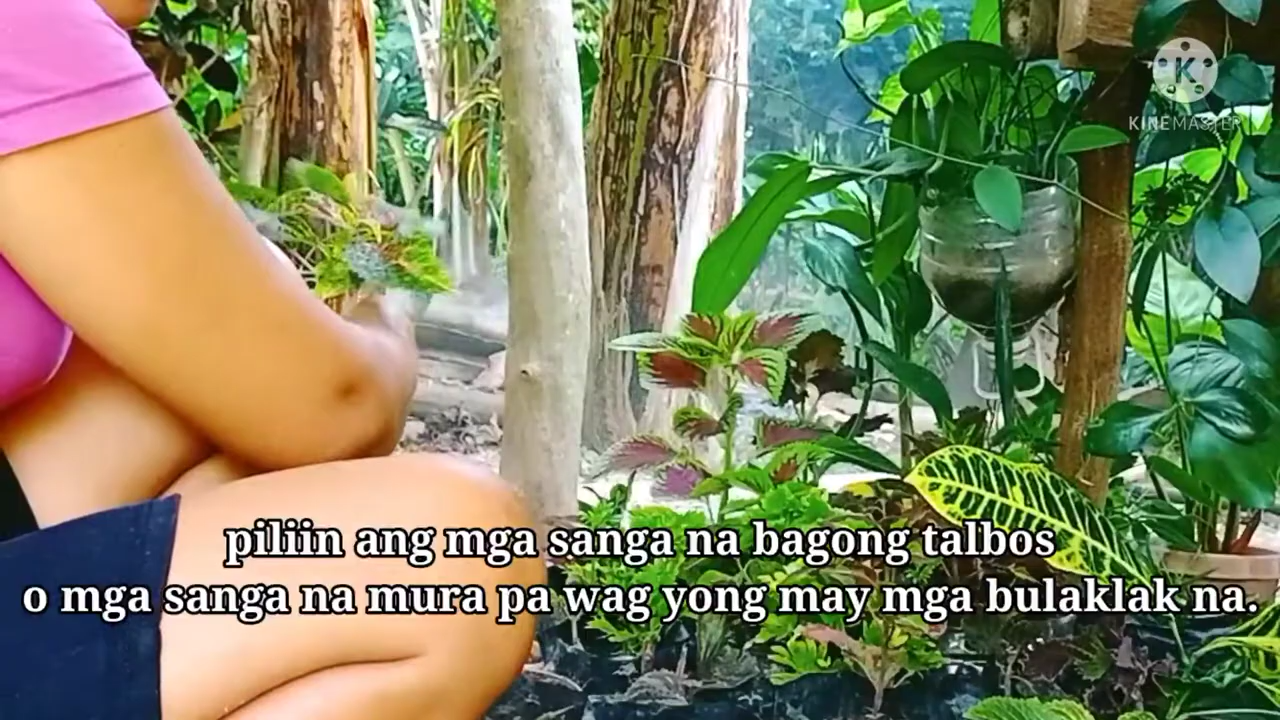 K
KINEMASTER
piliin ang mga sanga na bagong talbos
o mga sanga na mura pa wag yong may mga bulaklak na.